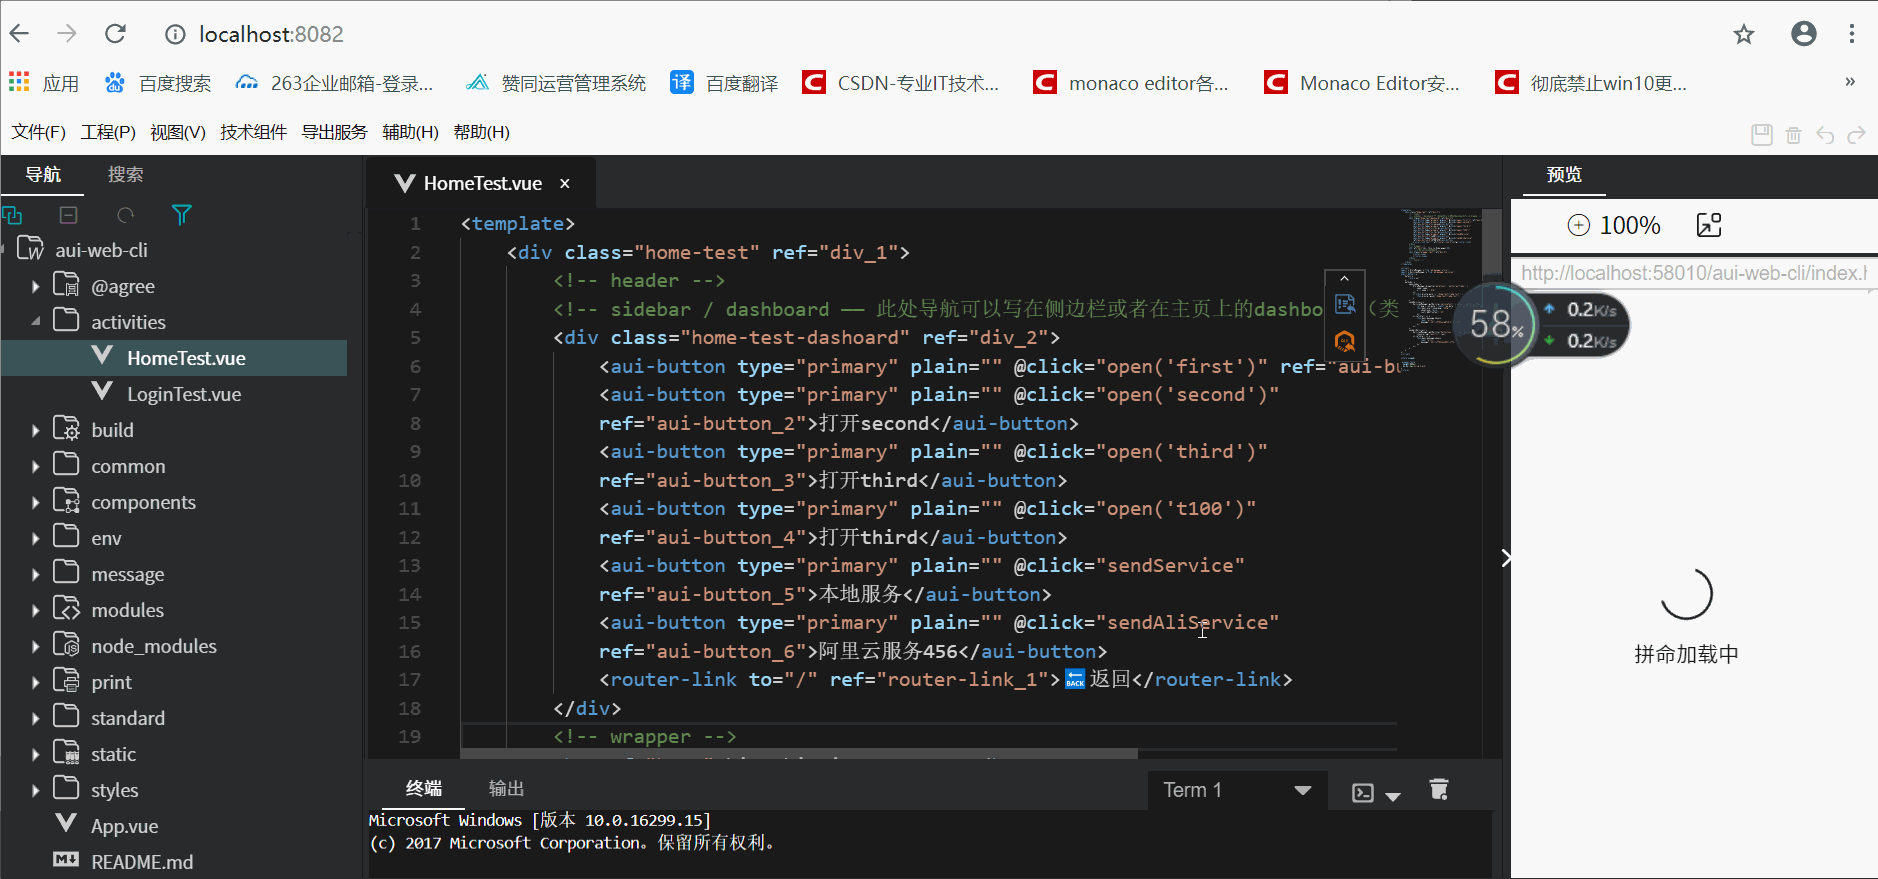 localhost:8082
应用 百度搜索 263企业邮箱-登录... 赞同运营管理系统 译 百度翻译 CSDN-专业IT技术... monaco editor各... Monaco Editor安... 彻底禁止win10更... »
文件(F) 工程(P) 视图(V) 技术组件 导出服务 辅助(H) 帮助(H)
导航 搜索
aui-web-cli
@agree
activities
HomeTest.vue
LoginTest.vue
build
common
components
env
message
modules
node_modules
print
standard
static
styles
App.vue
README.md
HomeTest.vue ×
1 <template>
2 <div class="home-test" ref="div_1">
3 <!-- header -->
4 <!-- sidebar / dashboard —— 此处导航可以写在侧边栏或者在主页上的dashbo (类
5 <div class="home-test-dashoard" ref="div_2">
6 <aui-button type="primary" plain="" @click="open('first')" ref="aui-bu
7 <aui-button type="primary" plain="" @click="open('second')"
8 ref="aui-button_2">打开second</aui-button>
9 <aui-button type="primary" plain="" @click="open('third')"
10 ref="aui-button_3">打开third</aui-button>
11 <aui-button type="primary" plain="" @click="open('t100')"
12 ref="aui-button_4">打开third</aui-button>
13 <aui-button type="primary" plain="" @click="sendService"
14 ref="aui-button_5">本地服务</aui-button>
15 <aui-button type="primary" plain="" @click="sendAliService"
16 ref="aui-button_6">阿里云服务456</aui-button>
17 <router-link to="/" ref="router-link_1">🔙返回</router-link>
18 </div>
19 <!-- wrapper -->
终端 输出 Term 1
Microsoft Windows [版本 10.0.16299.15]
(c) 2017 Microsoft Corporation。保留所有权利。
预览
100%
http://localhost:58010/aui-web-cli/index.h
58%
0.2K/s
0.2K/s
拼命加载中